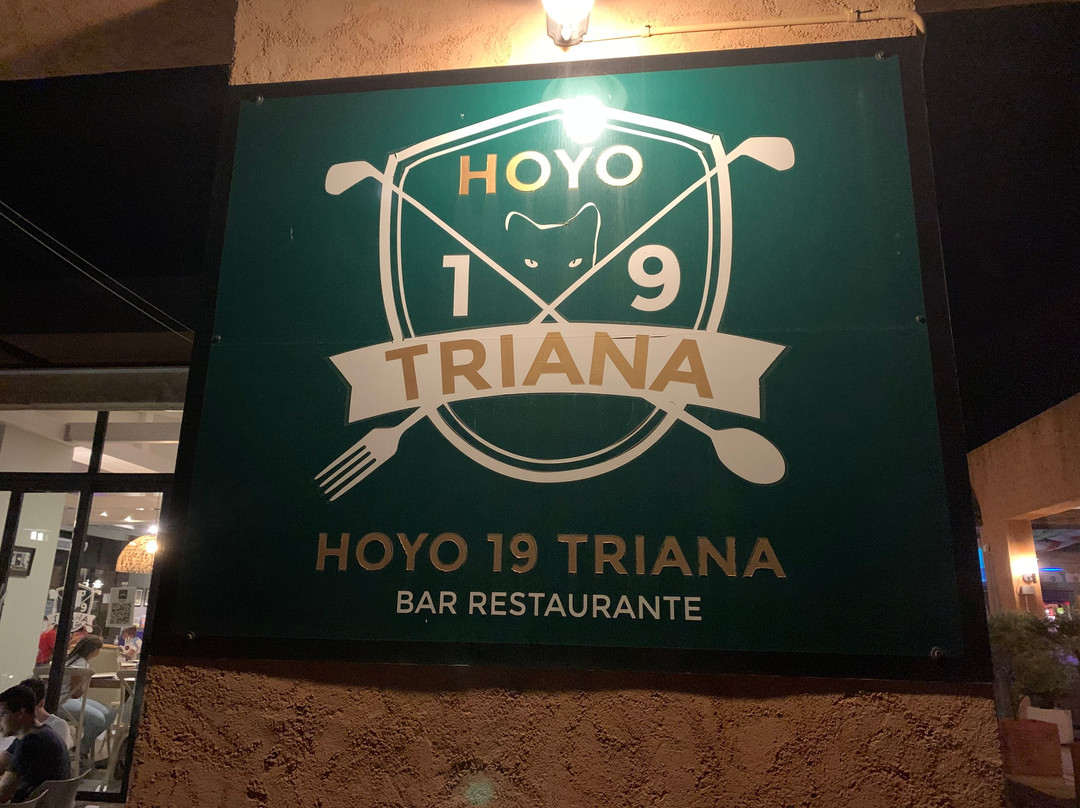 HOYO
1 9
TRIANA
HOYO 19 TRIANA
BAR RESTAURANTE